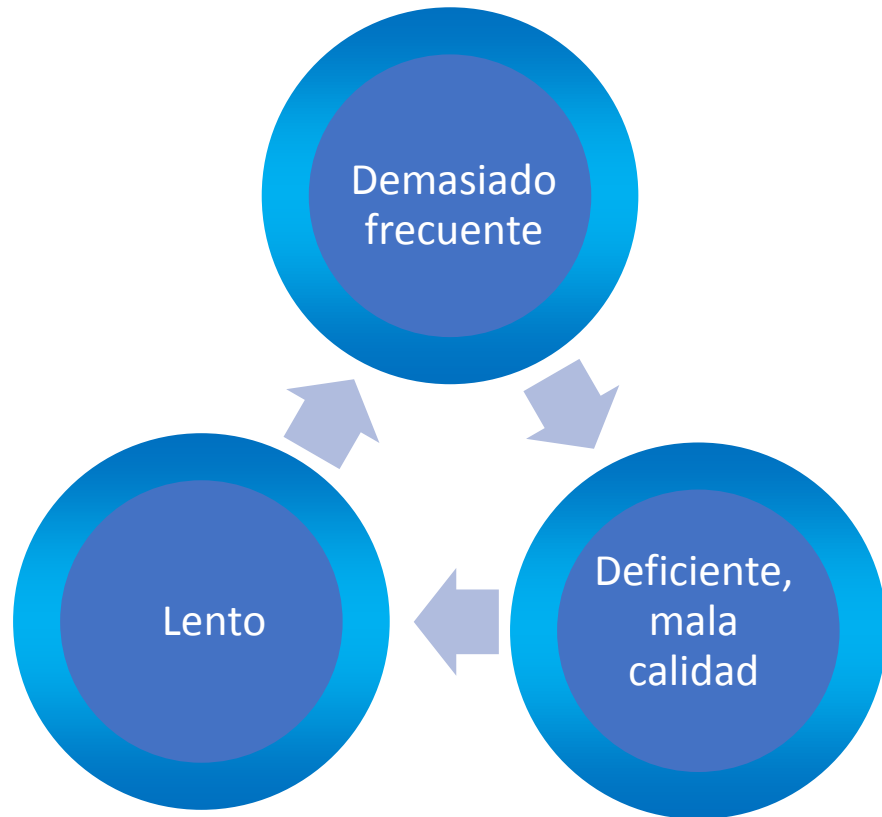 Demasiado
frecuente
Deficiente,
mala
calidad
Lento